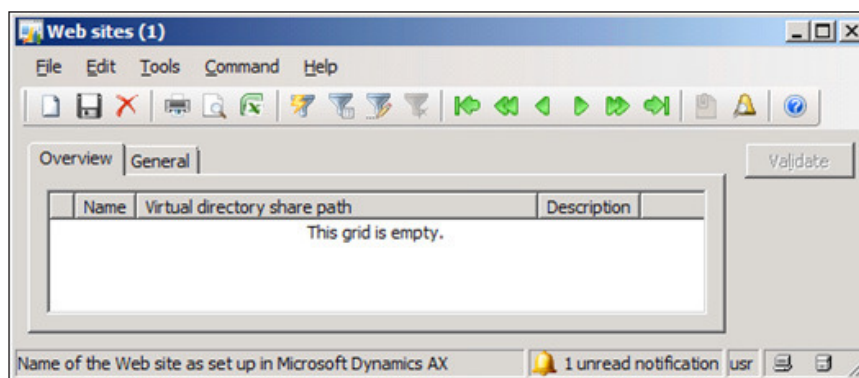 Web sites (1)
File Edit Tools Command Help
Overview General Validate
Name Virtual directory share path Description
This grid is empty.
Name of the Web site as set up in Microsoft Dynamics AX 1 unread notification usr